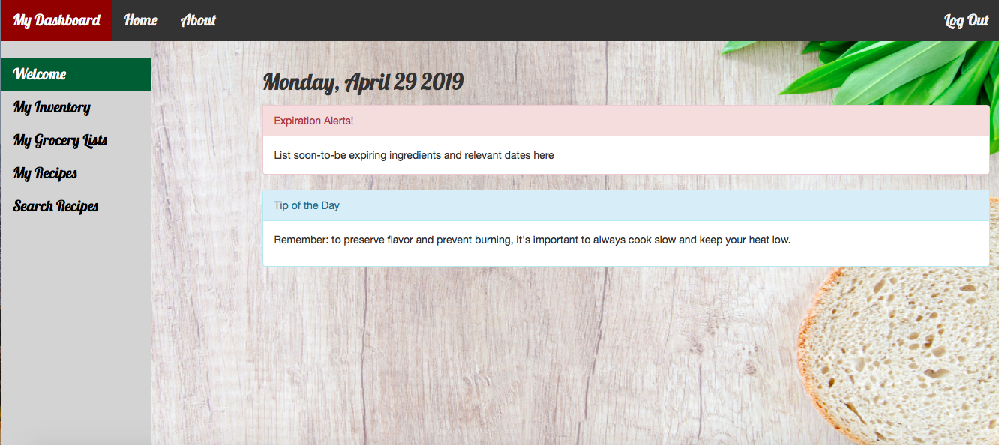 My Dashboard Home About Log Out
Welcome
My Inventory
My Grocery Lists
My Recipes
Search Recipes
Monday, April 29 2019
Expiration Alerts!
List soon-to-be expiring ingredients and relevant dates here
Tip of the Day
Remember: to preserve flavor and prevent burning, it's important to always cook slow and keep your heat low.